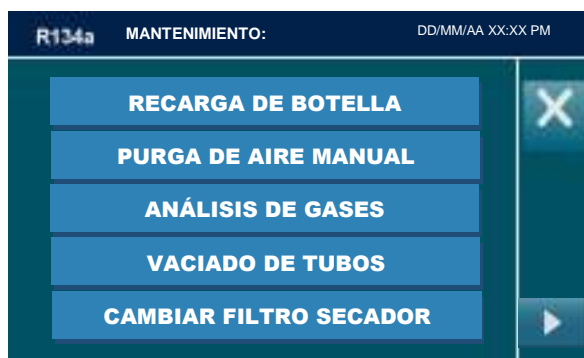 R134a MANTENIMIENTO: DD/MM/AA XX:XX PM
RECARGA DE BOTELLA
PURGA DE AIRE MANUAL
ANÁLISIS DE GASES
VACIADO DE TUBOS
CAMBIAR FILTRO SECADOR